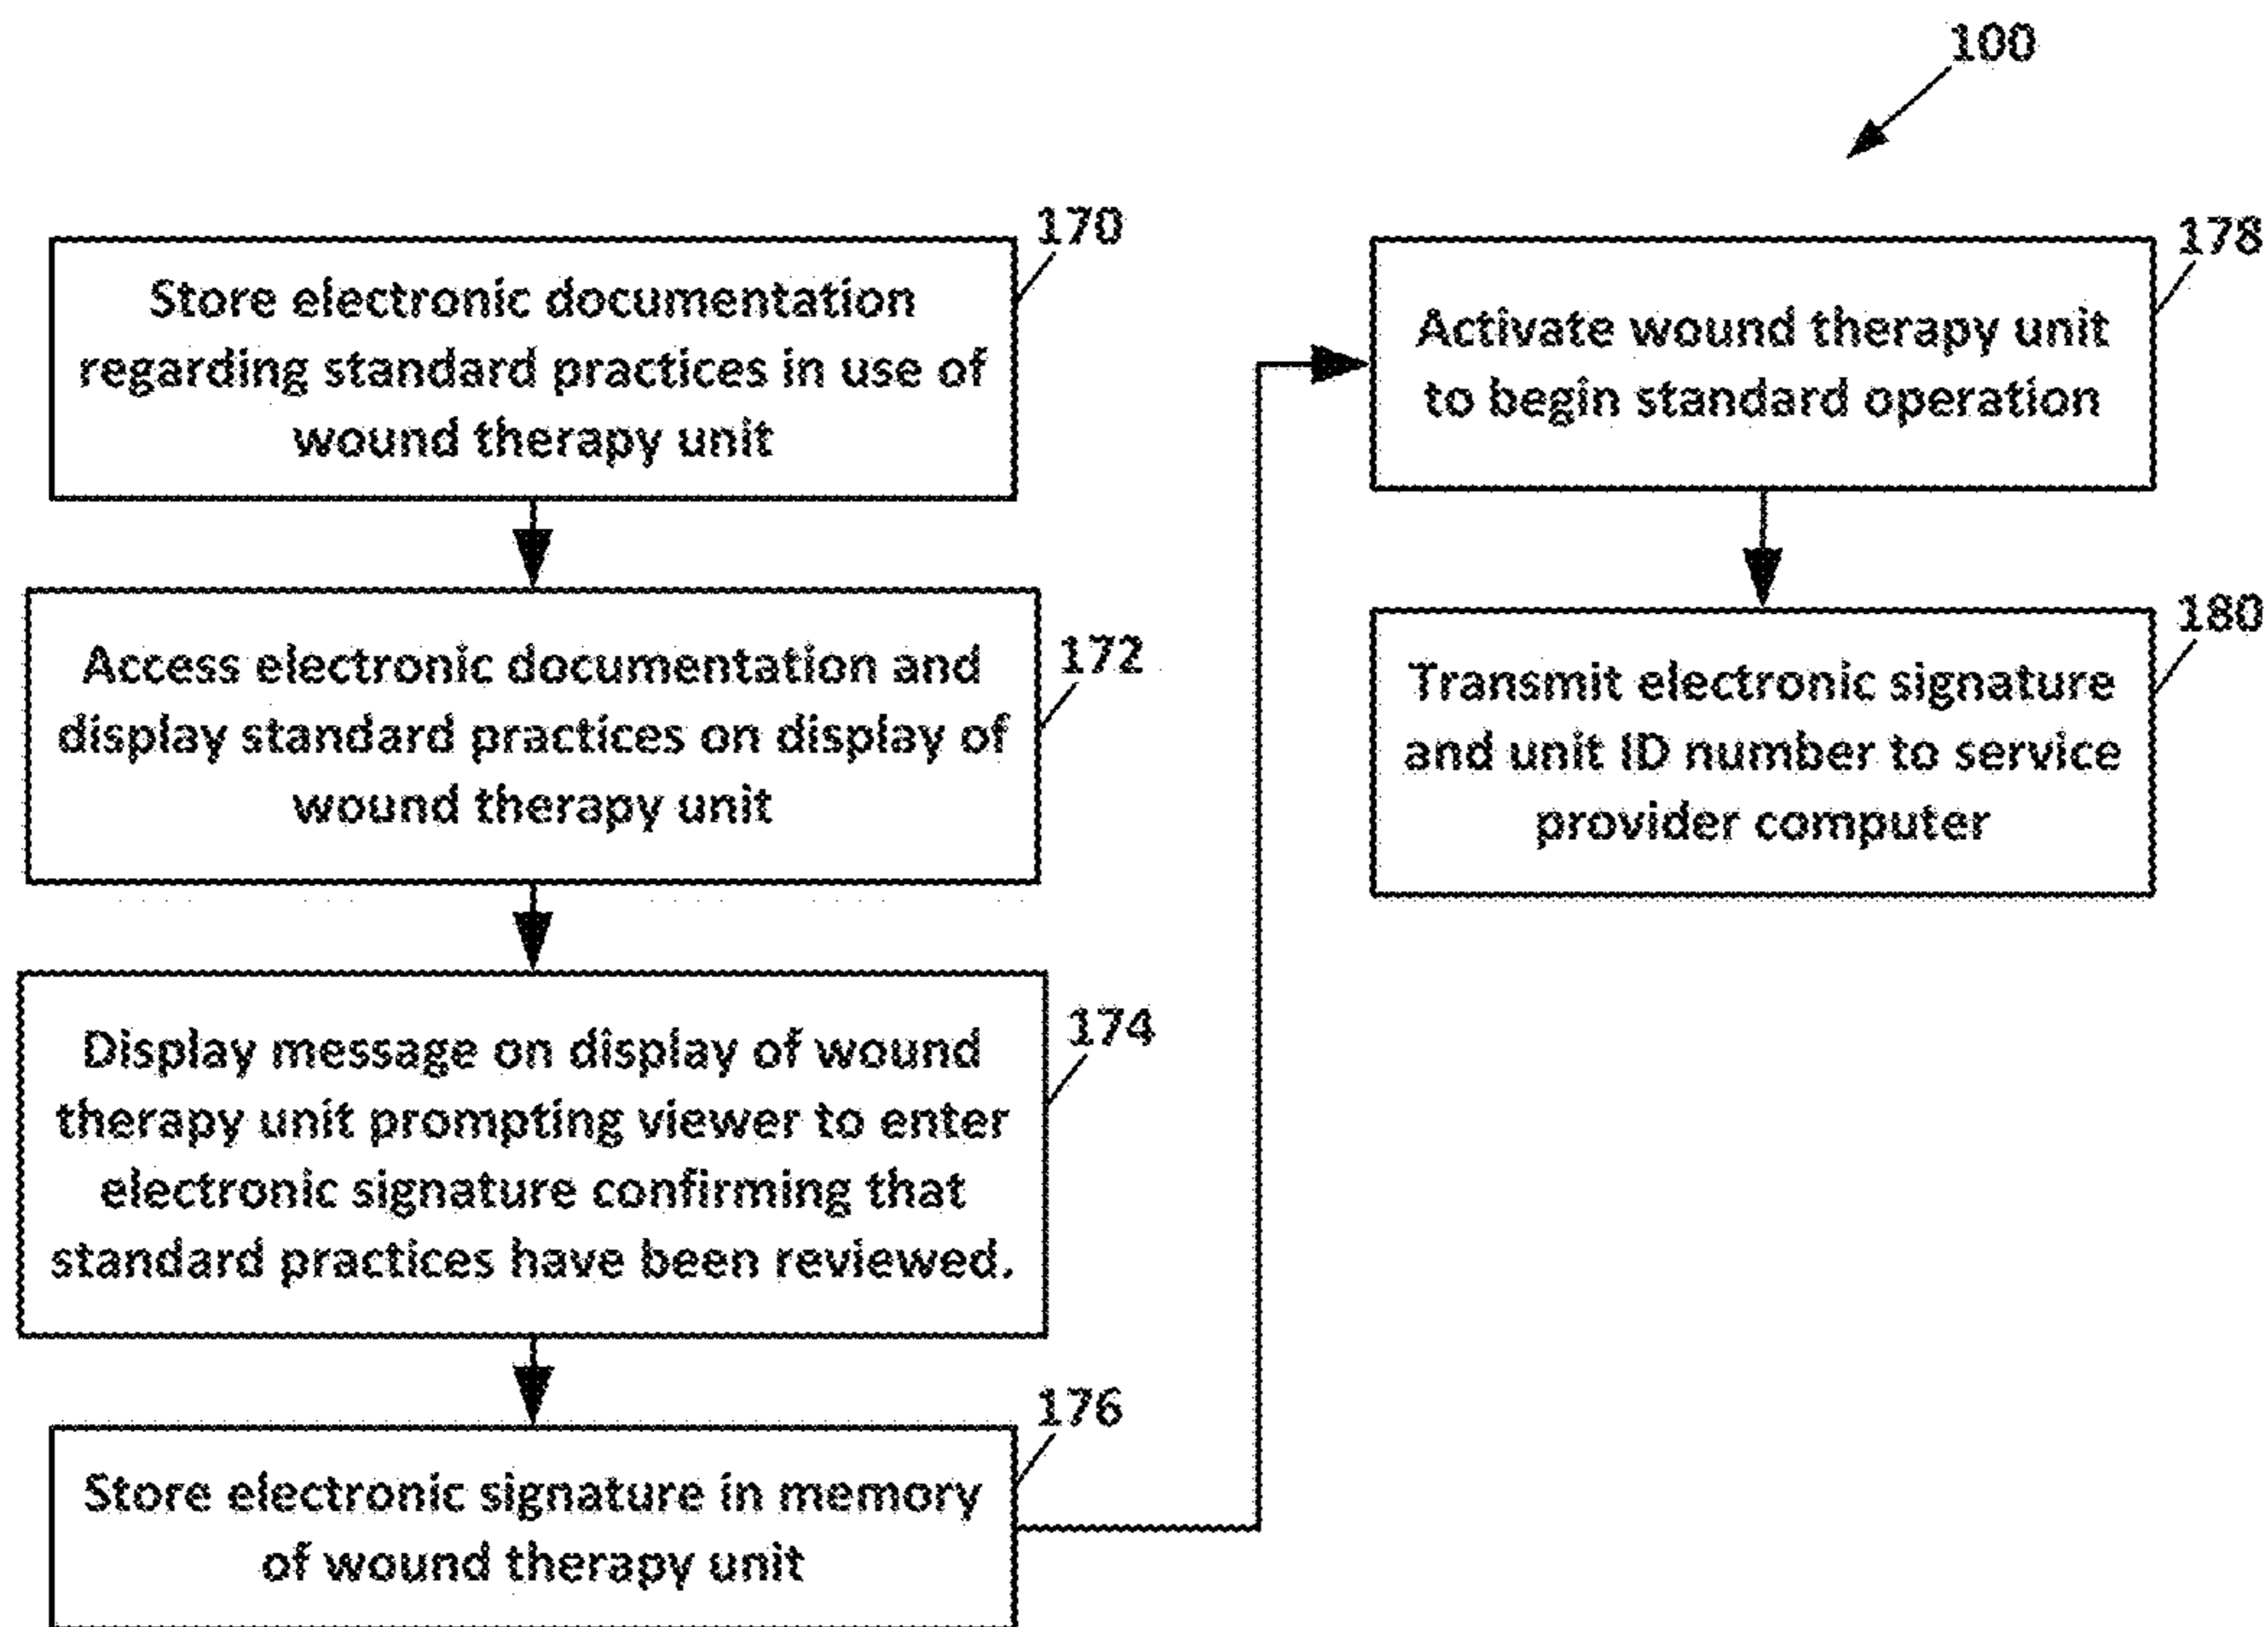 100
170
Store electronic documentation
regarding standard practices in use of
wound therapy unit
172
Access electronic documentation and
display standard practices on display of
wound therapy unit
174
Display message on display of wound
therapy unit prompting viewer to enter
electronic signature confirming that
standard practices have been reviewed.
176
Store electronic signature in memory
of wound therapy unit
178
Activate wound therapy unit
to begin standard operation
180
Transmit electronic signature
and unit ID number to service
provider computer